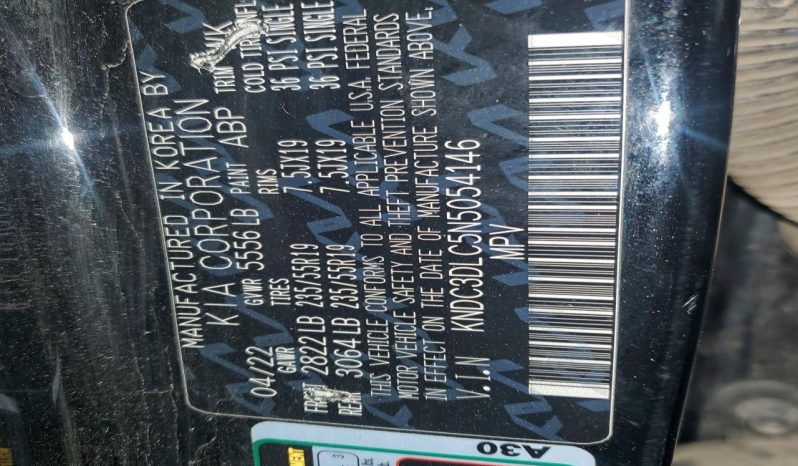 MANUFACTURED IN KOREA BY
KIA CORPORATION
04/22 GVWR 5556 LB PAINT ABP TRIM
GAWR TIRES RIMS COLD TIRE
FRNT 2822 LB 235/55R19 7.5JX19 36 PSI SINGLE
REAR 3064 LB 235/55R19 7.5JX19 36 PSI SINGLE
THIS VEHICLE CONFORMS TO ALL APPLICABLE U.S.A. FEDERAL
MOTOR VEHICLE SAFETY AND THEFT PREVENTION STANDARDS
IN EFFECT ON THE DATE OF MANUFACTURE SHOWN ABOVE.
V.I.N KNDC3DLC5N5054146
MPV
A30